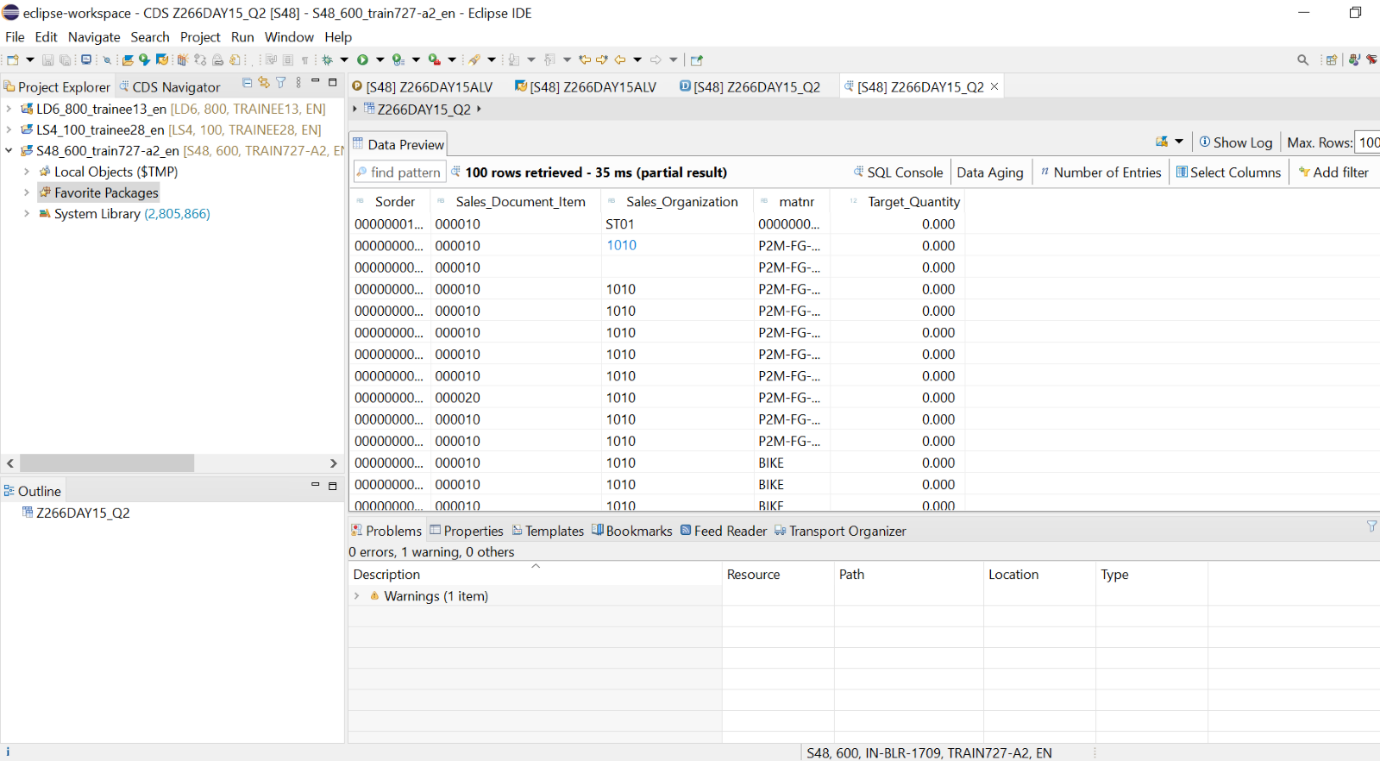 eclipse-workspace - CDS Z266DAY15_Q2 [S48] - S48_600_train727-a2_en - Eclipse IDE
File Edit Navigate Search Project Run Window Help
Project Explorer CDS Navigator
LD6_800_trainee13_en [LD6, 800, TRAINEE13, EN]
LS4_100_trainee28_en [LS4, 100, TRAINEE28, EN]
S48_600_train727-a2_en [S48, 600, TRAIN727-A2, EN
Local Objects ($TMP)
Favorite Packages
System Library (2,805,866)
Outline
Z266DAY15_Q2
[S48] Z266DAY15ALV [S48] Z266DAY15ALV [S48] Z266DAY15_Q2 [S48] Z266DAY15_Q2
Z266DAY15_Q2
Data Preview Show Log Max. Rows: 100
find pattern 100 rows retrieved - 35 ms (partial result) SQL Console Data Aging Number of Entries Select Columns Add filter
Sorder Sales_Document_Item Sales_Organization matnr Target_Quantity
00000001... 000010 ST01 0000000... 0.000
00000000... 000010 1010 P2M-FG-... 0.000
00000000... 000010 P2M-FG-... 0.000
00000000... 000010 1010 P2M-FG-... 0.000
00000000... 000010 1010 P2M-FG-... 0.000
00000000... 000010 1010 P2M-FG-... 0.000
00000000... 000010 1010 P2M-FG-... 0.000
00000000... 000010 1010 P2M-FG-... 0.000
00000000... 000020 1010 P2M-FG-... 0.000
00000000... 000010 1010 P2M-FG-... 0.000
00000000... 000010 1010 P2M-FG-... 0.000
00000000... 000010 1010 BIKE 0.000
00000000... 000010 1010 BIKE 0.000
00000000... 000010 1010 BIKE 0.000
Problems Properties Templates Bookmarks Feed Reader Transport Organizer
0 errors, 1 warning, 0 others
Description Resource Path Location Type
Warnings (1 item)
S48, 600, IN-BLR-1709, TRAIN727-A2, EN